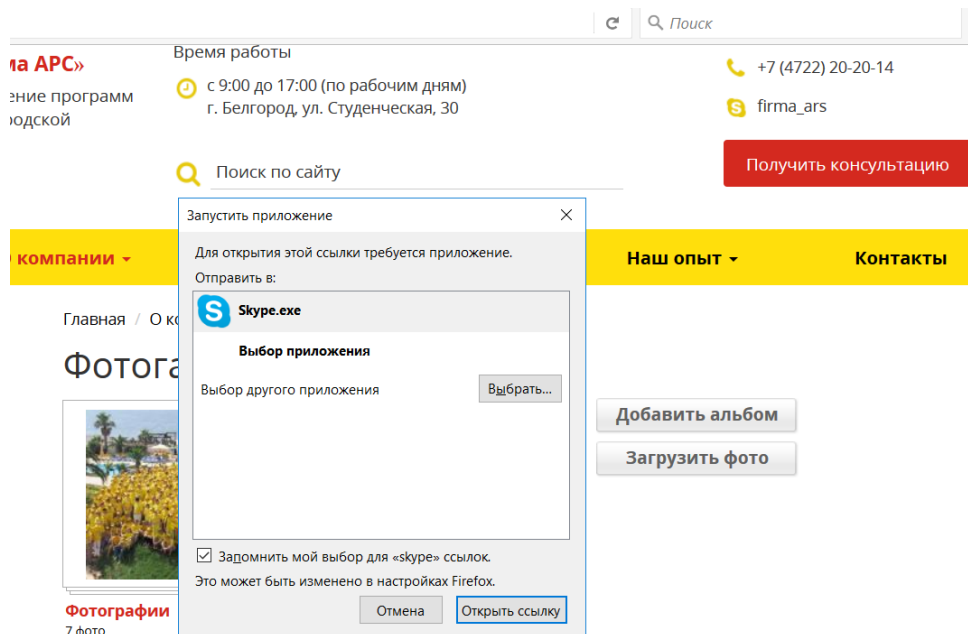 Поиск
Время работы
«
ма АРС»
ение программ
родской
с 9:00 до 17:00 (по рабочим дням)
г. Белгород, ул. Студенческая, 30
+7 (4722) 20-20-14
firma_ars
Поиск по сайту
Получить консультацию
Запустить приложение
Для открытия этой ссылки требуется приложение.
Отправить в:
Skype.exe
Выбор приложения
Выбор другого приложения
Выбрать...
Запомнить мой выбор для «skype» ссылок.
Это может быть изменено в настройках Firefox.
Отмена
Открыть ссылку
компании
Наш опыт
Контакты
Главная / О ко
Фотога
Добавить альбом
Загрузить фото
Фотографии
7 фото